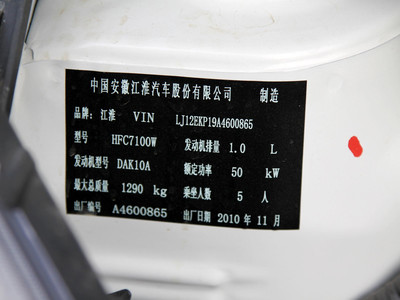 中国安徽江淮汽车股份有限公司 制造
品牌: 江淮 VIN LJ12EKP19A4600865
型号 HFC7100W 发动机排量 1.0 L
发动机型号 DAK10A 额定功率 50 kW
最大总质量 1290 kg 乘坐人数 5 人
出厂编号 A4600865 出厂日期 2010 年 11 月